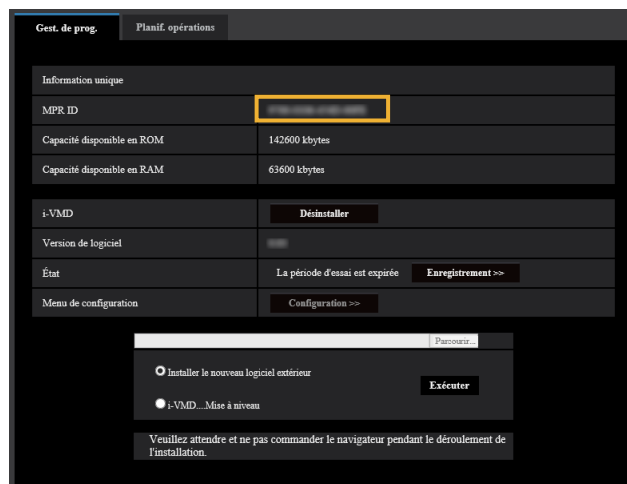 Gest. de prog. Planif. opérations
Information unique
MPR ID
Capacité disponible en ROM 142600 kbytes
Capacité disponible en RAM 63600 kbytes
i-VMD Désinstaller
Version de logiciel
État La période d'essai est expirée Enregistrement >>
Menu de configuration Configuration >>
Parcourir...
Installer le nouveau logiciel extérieur
Exécuter
i-VMD....Mise à niveau
Veuillez attendre et ne pas commander le navigateur pendant le déroulement de
l'installation.